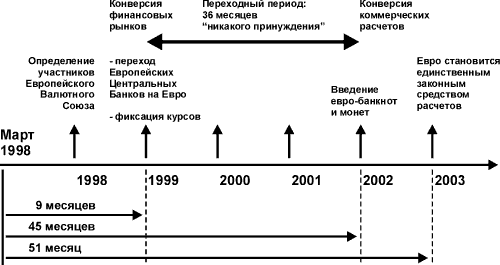 Конверсия
финансовых
рынков
Переходный период:
36 месяцев
“никакого принуждения”
Конверсия
коммерческих
расчетов
Определение
участников
Европейского
Валютного
Союза
- переход
Европейских
Центральных
Банков на Евро
- фиксация курсов
Введение
евро-банкнот
и монет
Евро становится
единственным
законным
средством
расчетов
Март
1998
1998
1999
2000
2001
2002
2003
9 месяцев
45 месяцев
51 месяц